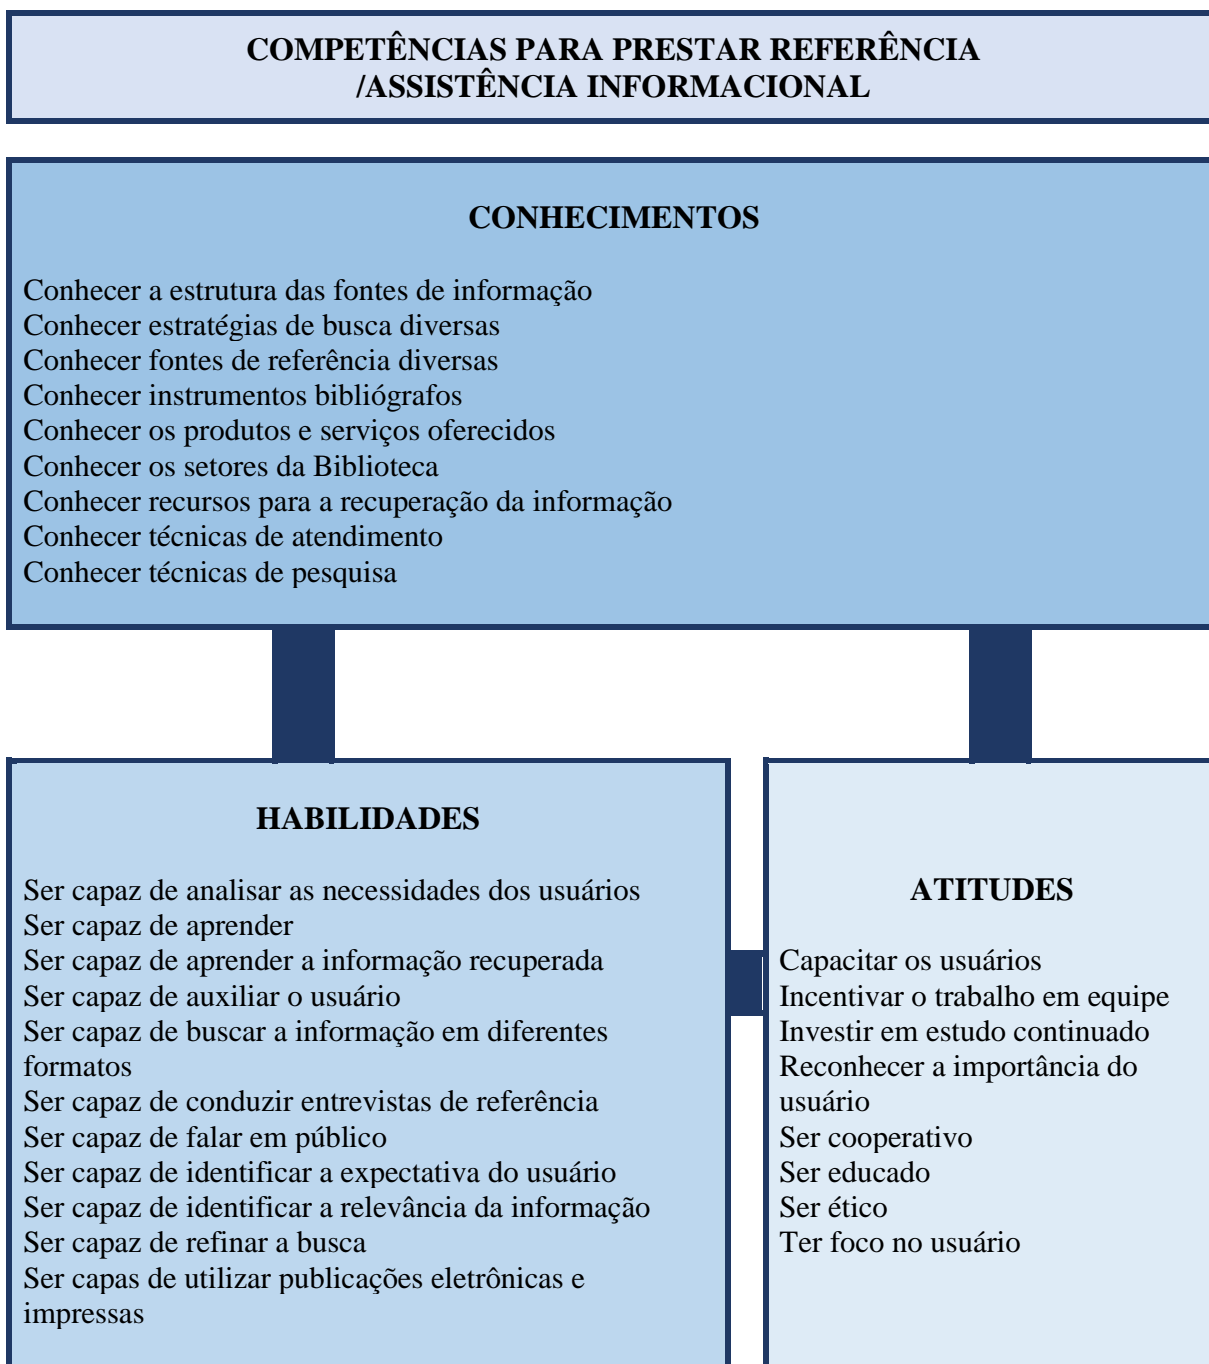 COMPETÊNCIAS PARA PRESTAR REFERÊNCIA
/ASSISTÊNCIA INFORMACIONAL
CONHECIMENTOS
Conhecer a estrutura das fontes de informação
Conhecer estratégias de busca diversas
Conhecer fontes de referência diversas
Conhecer instrumentos bibliógrafos
Conhecer os produtos e serviços oferecidos
Conhecer os setores da Biblioteca
Conhecer recursos para a recuperação da informação
Conhecer técnicas de atendimento
Conhecer técnicas de pesquisa
HABILIDADES
Ser capaz de analisar as necessidades dos usuários
Ser capaz de aprender
Ser capaz de aprender a informação recuperada
Ser capaz de auxiliar o usuário
Ser capaz de buscar a informação em diferentes
formatos
Ser capaz de conduzir entrevistas de referência
Ser capaz de falar em público
Ser capaz de identificar a expectativa do usuário
Ser capaz de identificar a relevância da informação
Ser capaz de refinar a busca
Ser capas de utilizar publicações eletrônicas e
impressas
ATITUDES
Capacitar os usuários
Incentivar o trabalho em equipe
Investir em estudo continuado
Reconhecer a importância do
usuário
Ser cooperativo
Ser educado
Ser ético
Ter foco no usuário